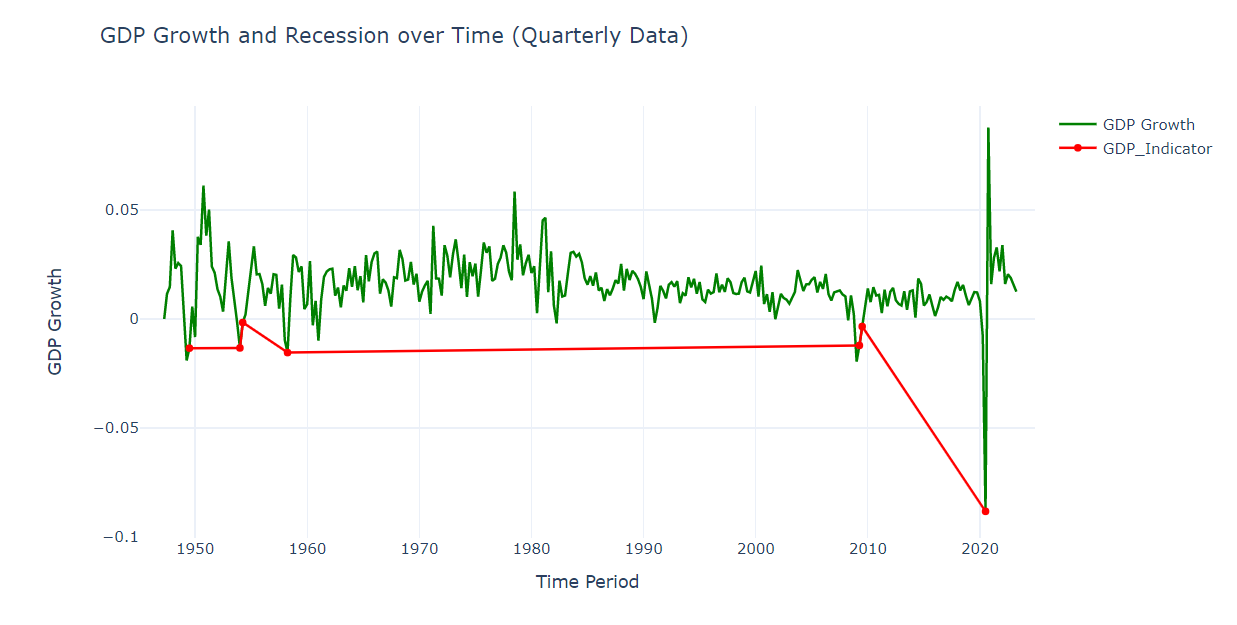 GDP Growth and Recession over Time (Quarterly Data)
GDP Growth
GDP_Indicator
0.05
0
−0.05
−0.1
GDP Growth
1950
1960
1970
1980
1990
2000
2010
2020
Time Period